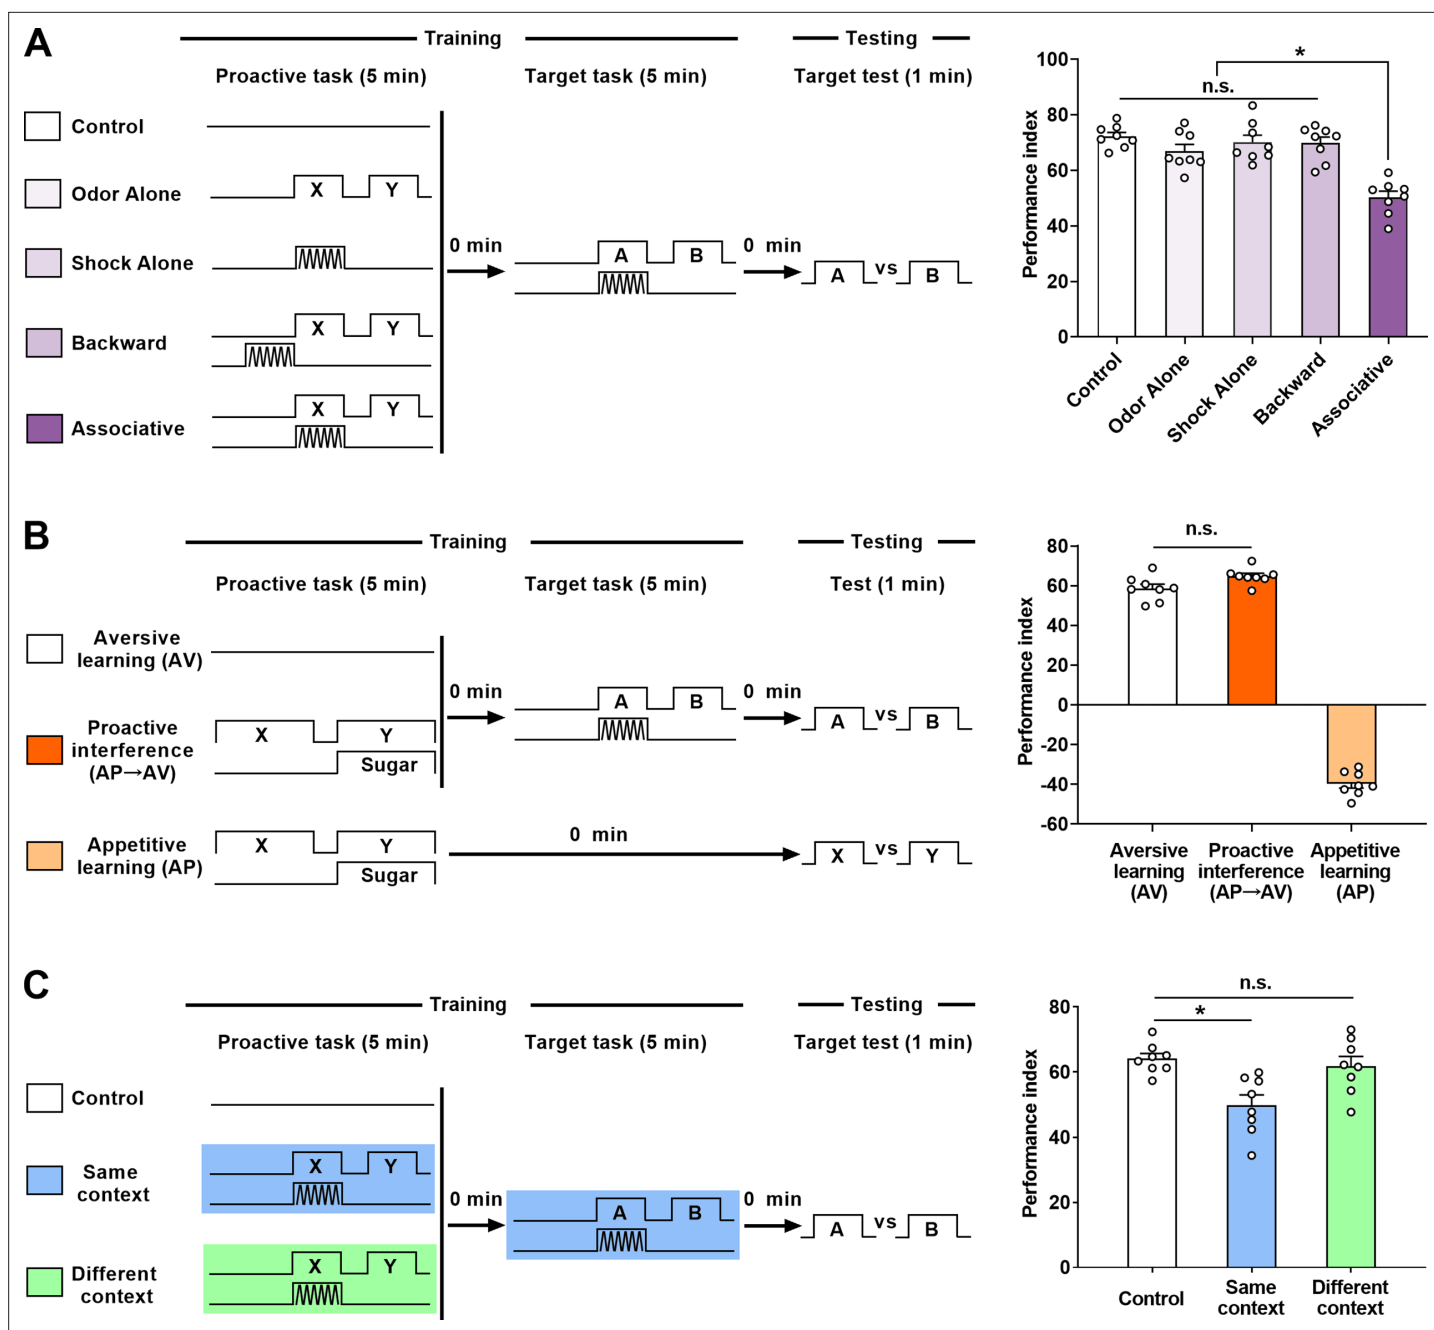 A
Training
Testing
Proactive task (5 min)
Target task (5 min)
Target test (1 min)
Control
Odor Alone
X
Y
Shock Alone
Backward
X
Y
Associative
X
Y
0 min
A
B
0 min
A vs B
Performance index
100
80
60
40
20
0
n.s.
*
Control
Odor Alone
Shock Alone
Backward
Associative
B
Training
Testing
Proactive task (5 min)
Target task (5 min)
Test (1 min)
Aversive
learning (AV)
Proactive
interference
(AP→AV)
X
Y
Sugar
Appetitive
learning (AP)
X
Y
Sugar
0 min
A
B
0 min
A vs B
0 min
X vs Y
Performance index
80
60
40
20
0
-20
-40
-60
n.s.
Aversive
learning
(AV)
Proactive
interference
(AP→AV)
Appetitive
learning
(AP)
C
Training
Testing
Proactive task (5 min)
Target task (5 min)
Target test (1 min)
Control
Same
context
X
Y
Different
context
X
Y
0 min
A
B
0 min
A vs B
Performance index
80
60
40
20
0
n.s.
*
Control
Same
context
Different
context